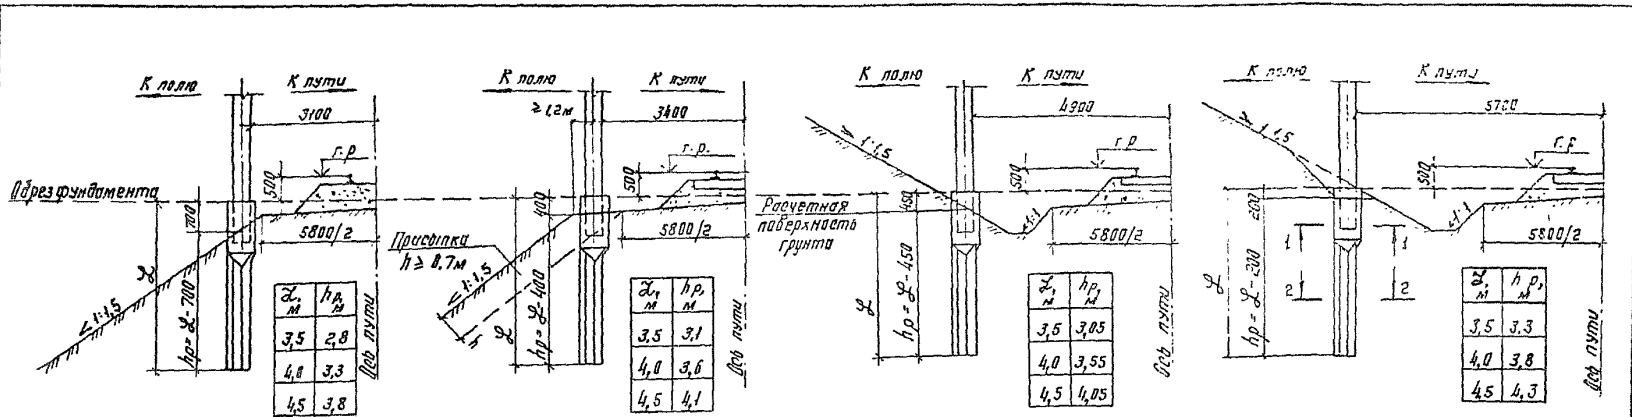 К полю К пути
3100
г.р.
500
Обрез фундамента
700
5800/2
∠1:1,5
ℒ
hр = ℒ-700
ℒ, м hр, м
3,5 2,8
4,0 3,3
4,5 3,8
Ось пути
К полю К пути
≥1,2м 3400
г.р.
500
400
5800/2
Присыпка
h ≥ 0,7м
∠1:1,5
h
ℒ
hр = ℒ-400
ℒ, м hр, м
3,5 3,1
4,0 3,6
4,5 4,1
Ось пути
К полю К пути
4900
≥ 1:1,5
г.р.
500
450
Расчетная
поверхность
грунта
1:1
5800/2
ℒ
hр = ℒ-450
ℒ, м hр, м
3,5 3,05
4,0 3,55
4,5 4,05
Ось пути
К полю К пути
5700
≥ 1:1,5
г.р.
500
200
1:1
1 1
5800/2
2 2
ℒ
hр = ℒ-200
ℒ, м hр, м
3,5 3,3
4,0 3,8
4,5 4,3
Ось пути